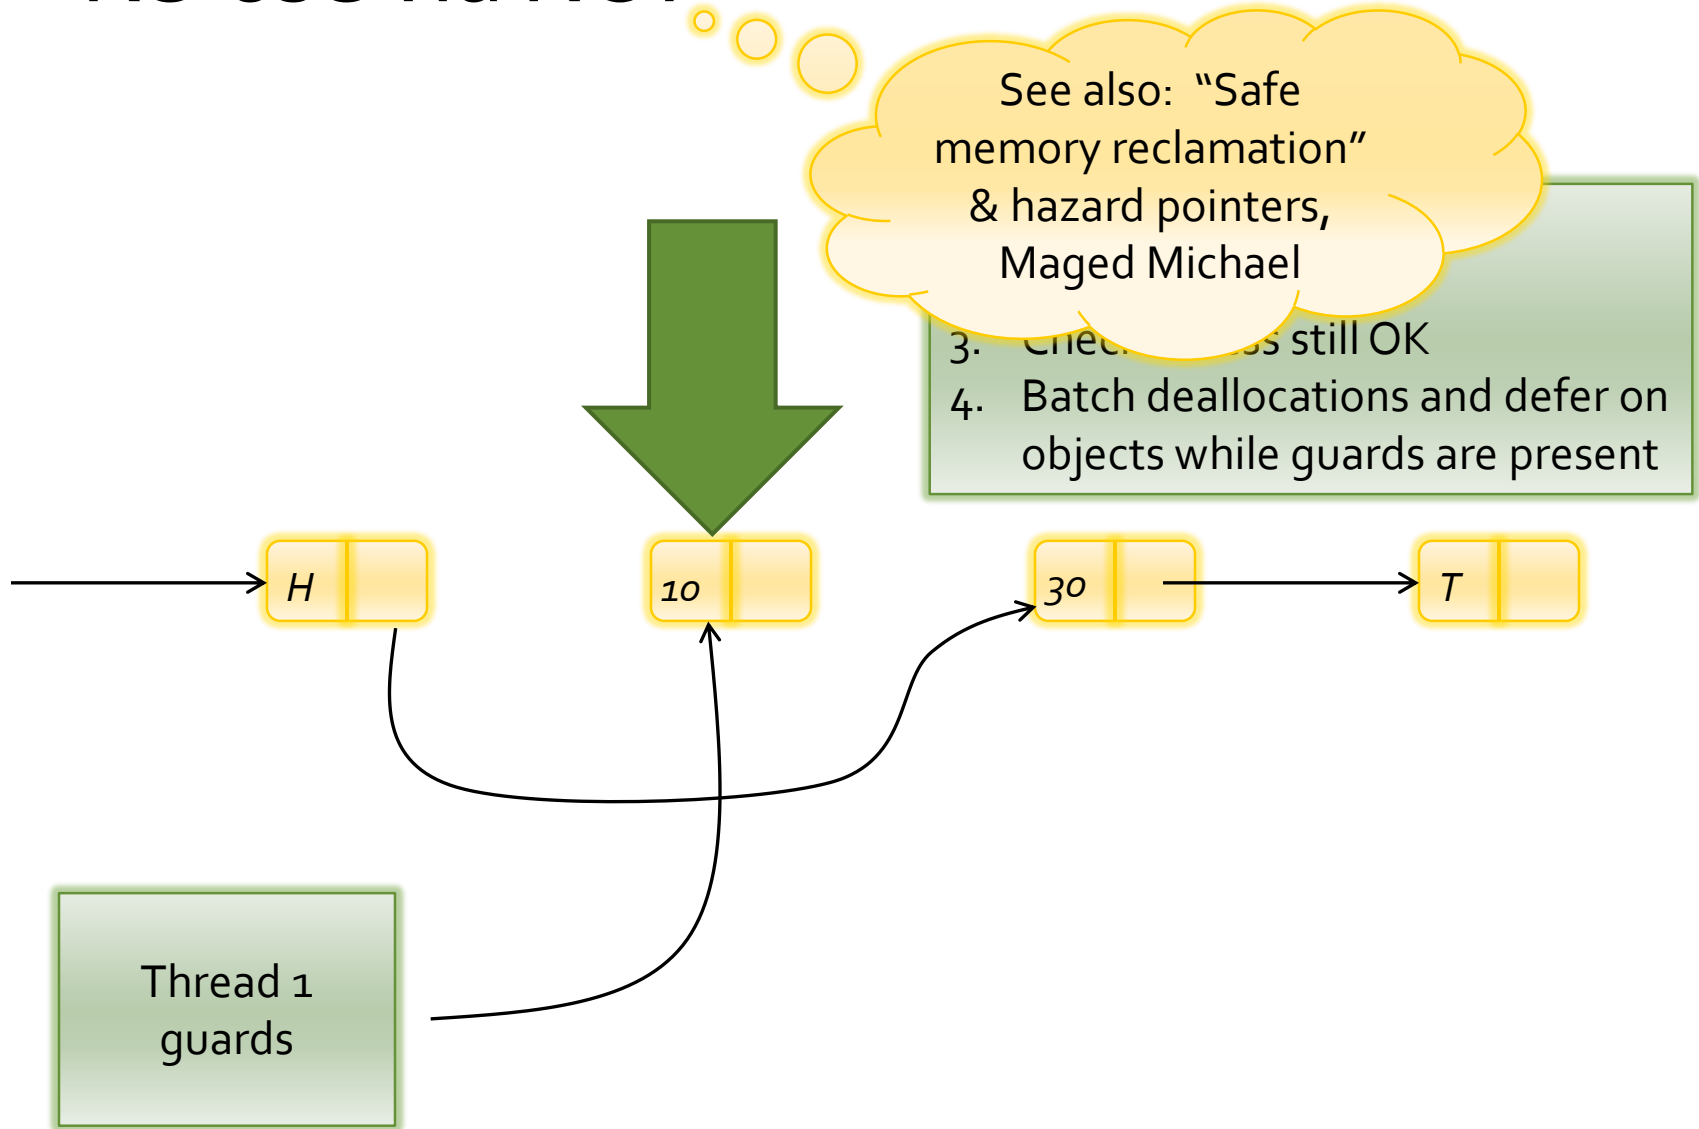 See also: “Safe
memory reclamation”
& hazard pointers,
Maged Michael
3. still OK
4. Batch deallocations and defer on
objects while guards are present
H
10
30
T
Thread 1
guards